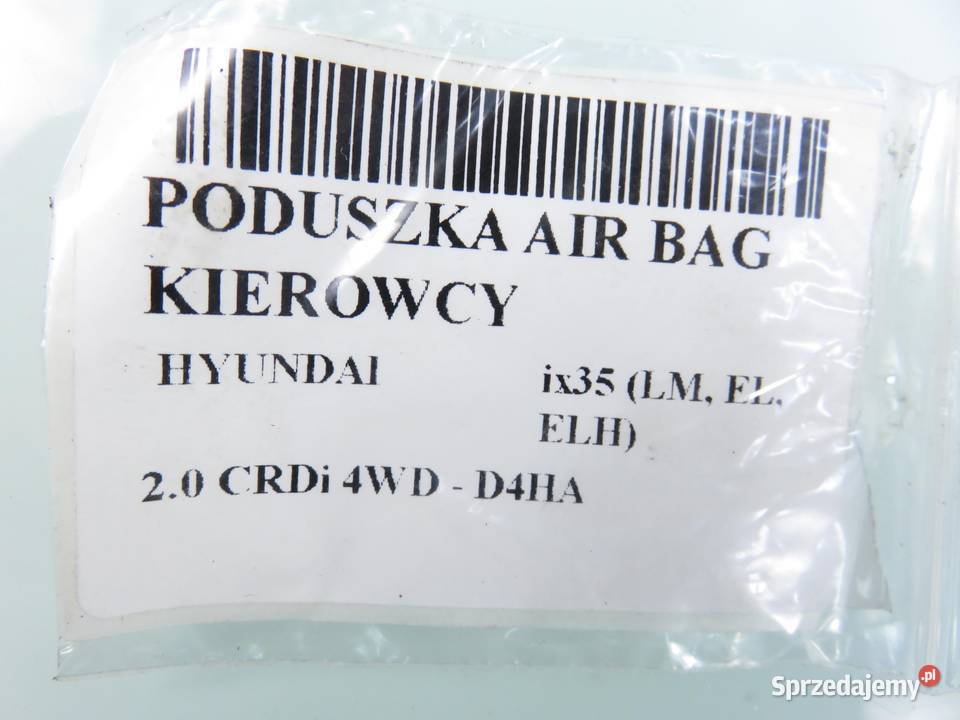 PODUSZKA AIR BAG
KIEROWCY
HYUNDAI ix35 (LM, EL,
ELH)
2.0 CRDi 4WD - D4HA
Sprzedajemy.pl